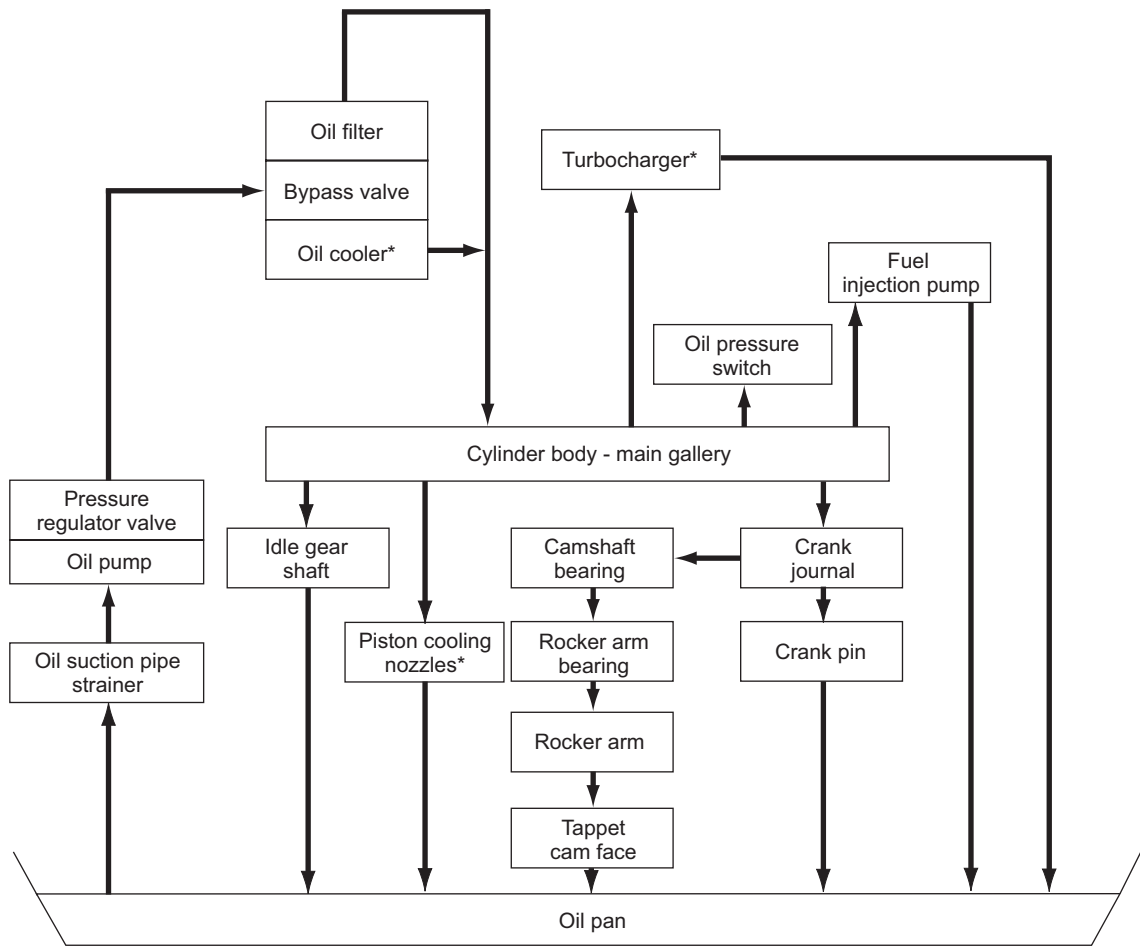 Oil filter
Bypass valve
Oil cooler*
Turbocharger*
Fuel
injection pump
Oil pressure
switch
Cylinder body - main gallery
Pressure
regulator valve
Oil pump
Idle gear
shaft
Camshaft
bearing
Crank
journal
Oil suction pipe
strainer
Piston cooling
nozzles*
Rocker arm
bearing
Crank pin
Rocker arm
Tappet
cam face
Oil pan